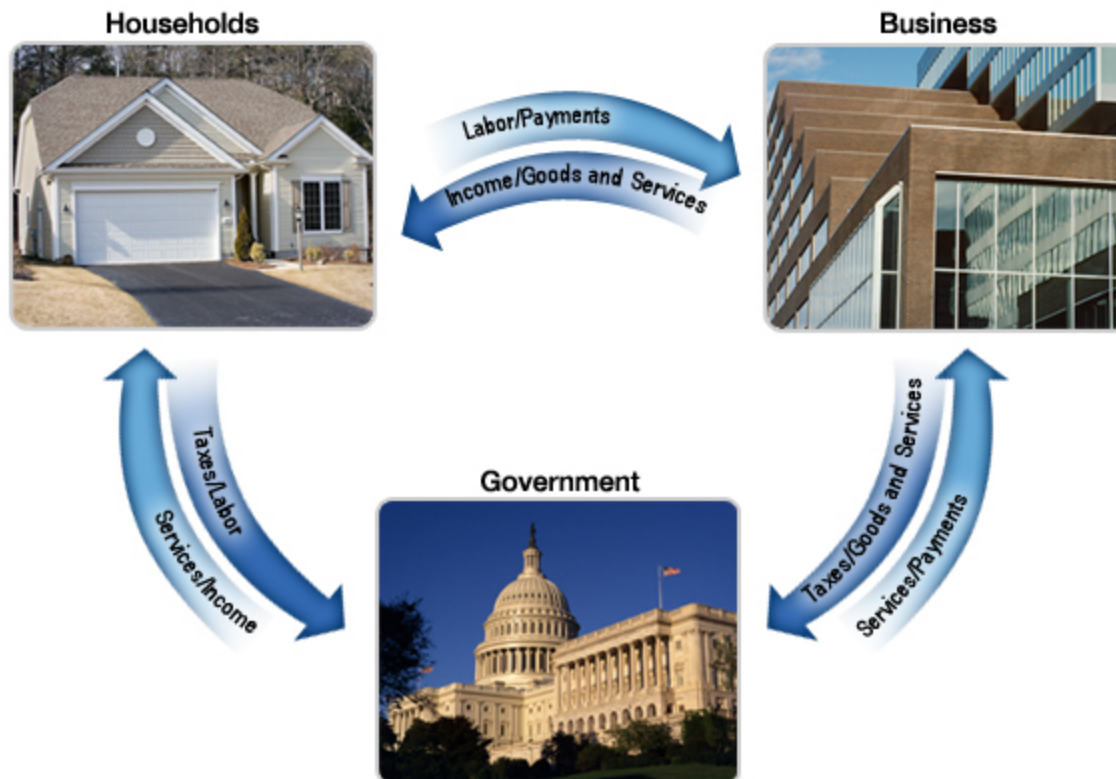 Households
Business
Labor/Payments
Income/Goods and Services
Taxes/Labor
Services/Income
Government
Taxes/Goods and Services
Services/Payments